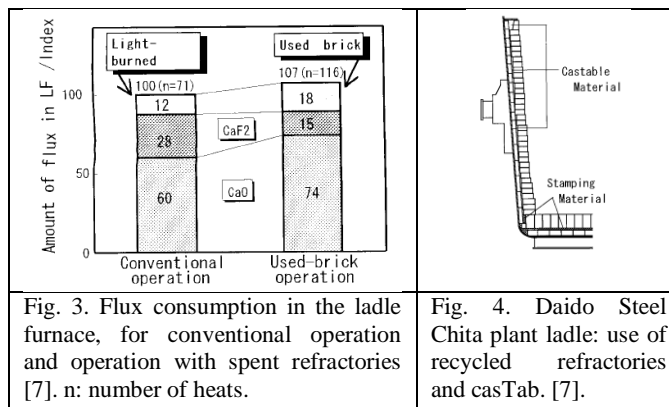 Light-
burned
Used brick
100(n=71)
107(n=116)
Amount of flux in LF /Index
100
50
0
12
28
60
CaF2
CaO
18
15
74
Conventional
operation
Used-brick
operation
Castable
Material
Stamping
Material
Fig. 3. Flux consumption in the ladle
furnace, for conventional operation
and operation with spent refractories
[7]. n: number of heats.
Fig. 4. Daido Steel
Chita plant ladle: use of
recycled refractories
and casTab. [7].